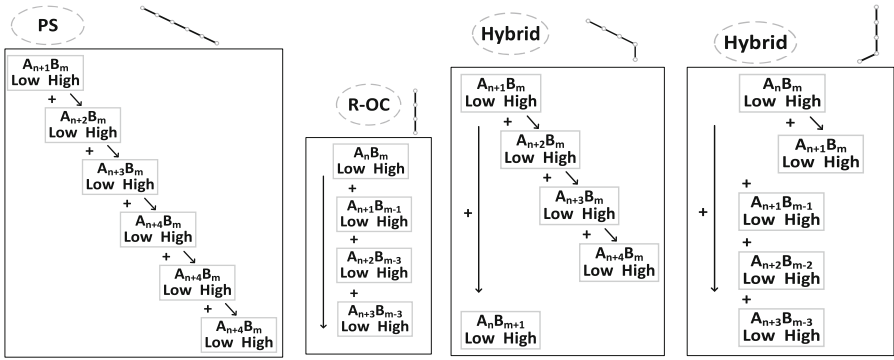 PS
Aₙ₊₁Bₘ
Low High
+
Aₙ₊₂Bₘ
Low High
+
Aₙ₊₃Bₘ
Low High
+
Aₙ₊₄Bₘ
Low High
+
Aₙ₊₄Bₘ
Low High
+
Aₙ₊₄Bₘ
Low High
R-OC
AₙBₘ
Low High
+
Aₙ₊₁Bₘ₋₁
Low High
+
Aₙ₊₂Bₘ₋₃
Low High
+
Aₙ₊₃Bₘ₋₃
Low High
Hybrid
Aₙ₊₁Bₘ
Low High
+
Aₙ₊₂Bₘ
Low High
+
Aₙ₊₃Bₘ
Low High
+
Aₙ₊₄Bₘ
Low High
+
AₙBₘ₊₁
Low High
Hybrid
AₙBₘ
Low High
+
Aₙ₊₁Bₘ
Low High
+
Aₙ₊₁Bₘ₋₁
Low High
+
+
Aₙ₊₂Bₘ₋₂
Low High
+
Aₙ₊₃Bₘ₋₃
Low High